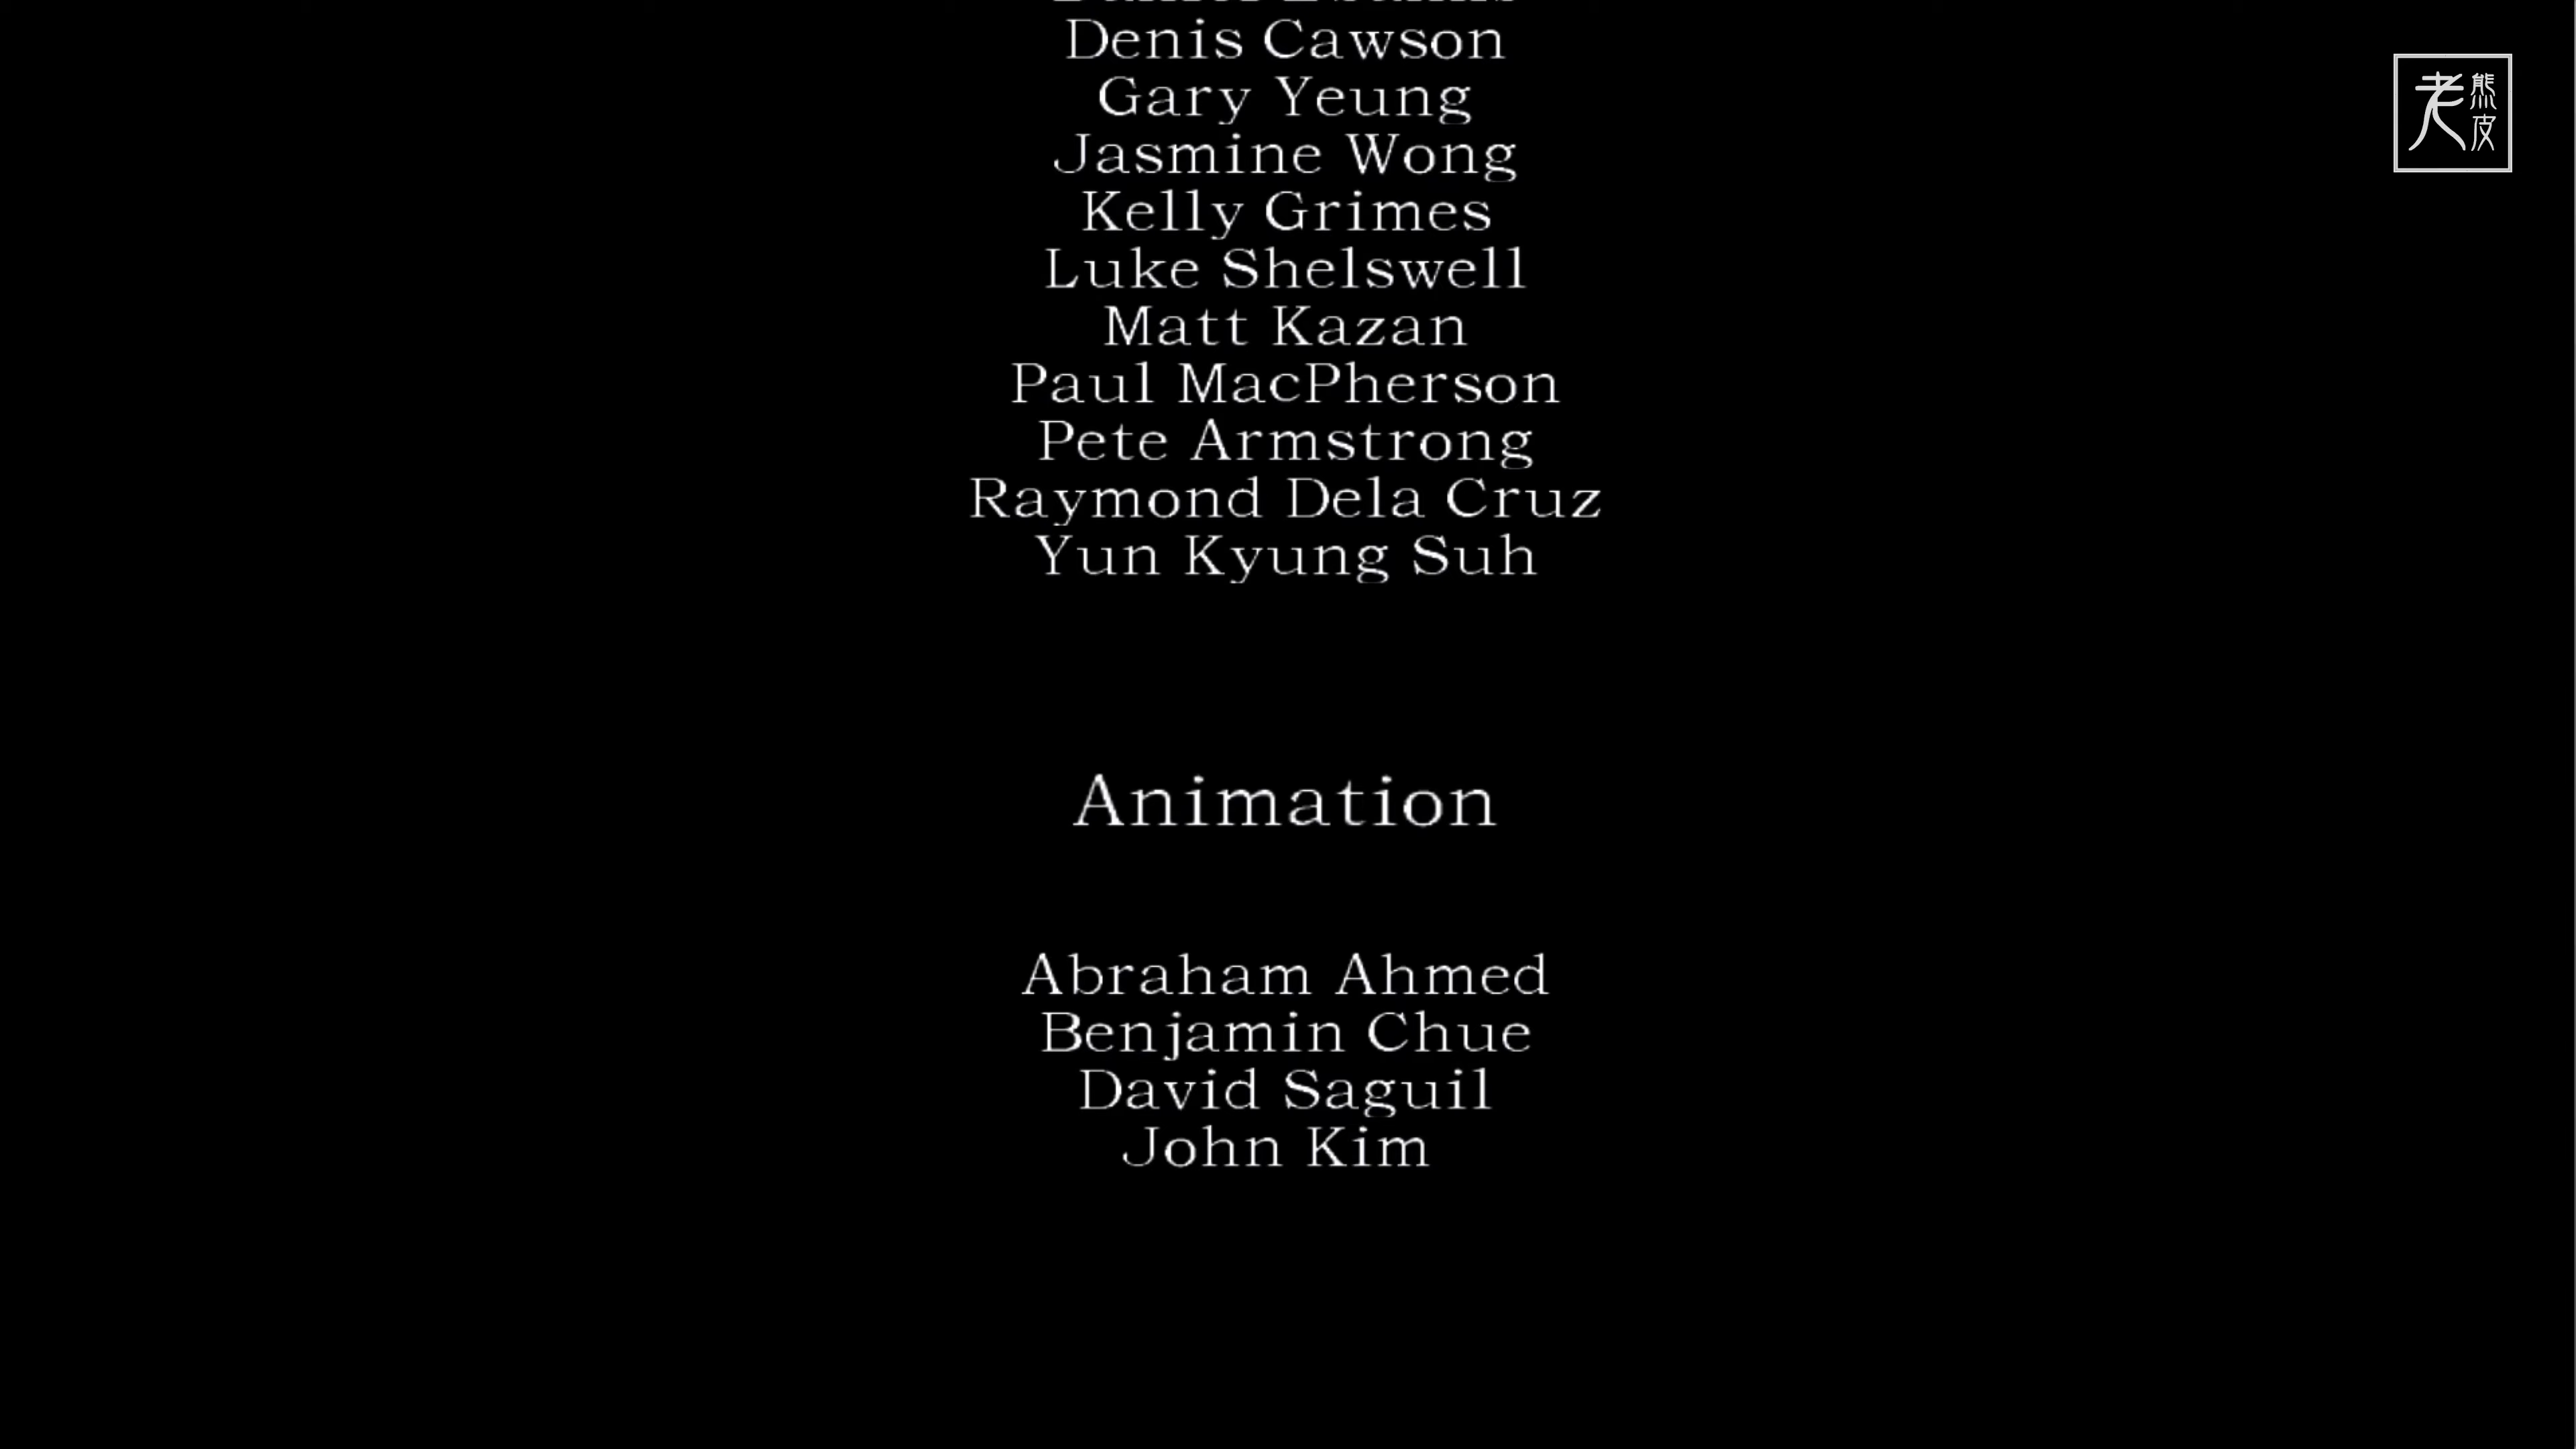 Denis Cawson
Gary Yeung
Jasmine Wong
Kelly Grimes
Luke Shelswell
Matt Kazan
Paul MacPherson
Pete Armstrong
Raymond Dela Cruz
Yun Kyung Suh
Animation
Abraham Ahmed
Benjamin Chue
David Saguil
John Kim
老熊皮